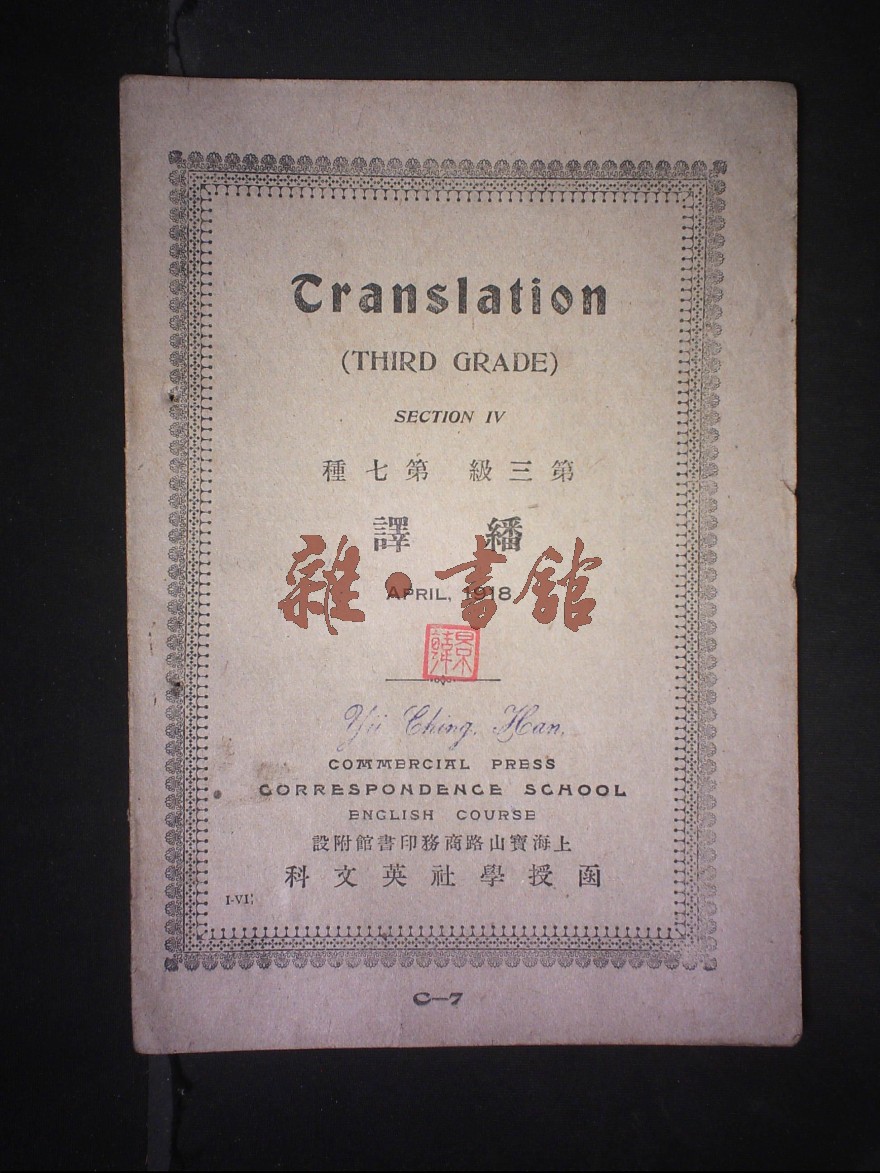 Translation
(THIRD GRADE)
SECTION IV
第三級 第七種
繙譯
雜·書館
APRIL, 1918
Yü Ching Han,
COMMERCIAL PRESS
CORRESPONDENCE SCHOOL
ENGLISH COURSE
上海寶山路商務印書館附設
函授學社英文科
I-VI
C—7